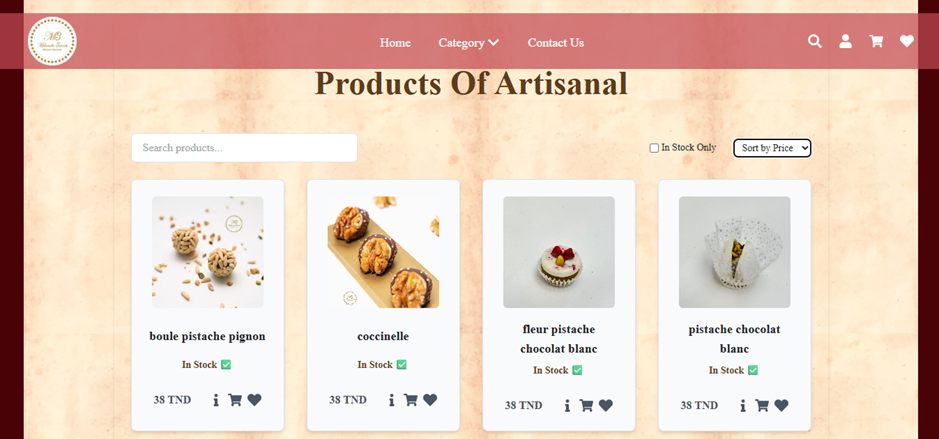 Home Category Contact Us
Products Of Artisanal
Search products...
In Stock Only Sort by Price
boule pistache pignon
In Stock ✅
38 TND
coccinelle
In Stock ✅
38 TND
fleur pistache
chocolat blanc
In Stock ✅
38 TND
pistache chocolat
blanc
In Stock ✅
38 TND